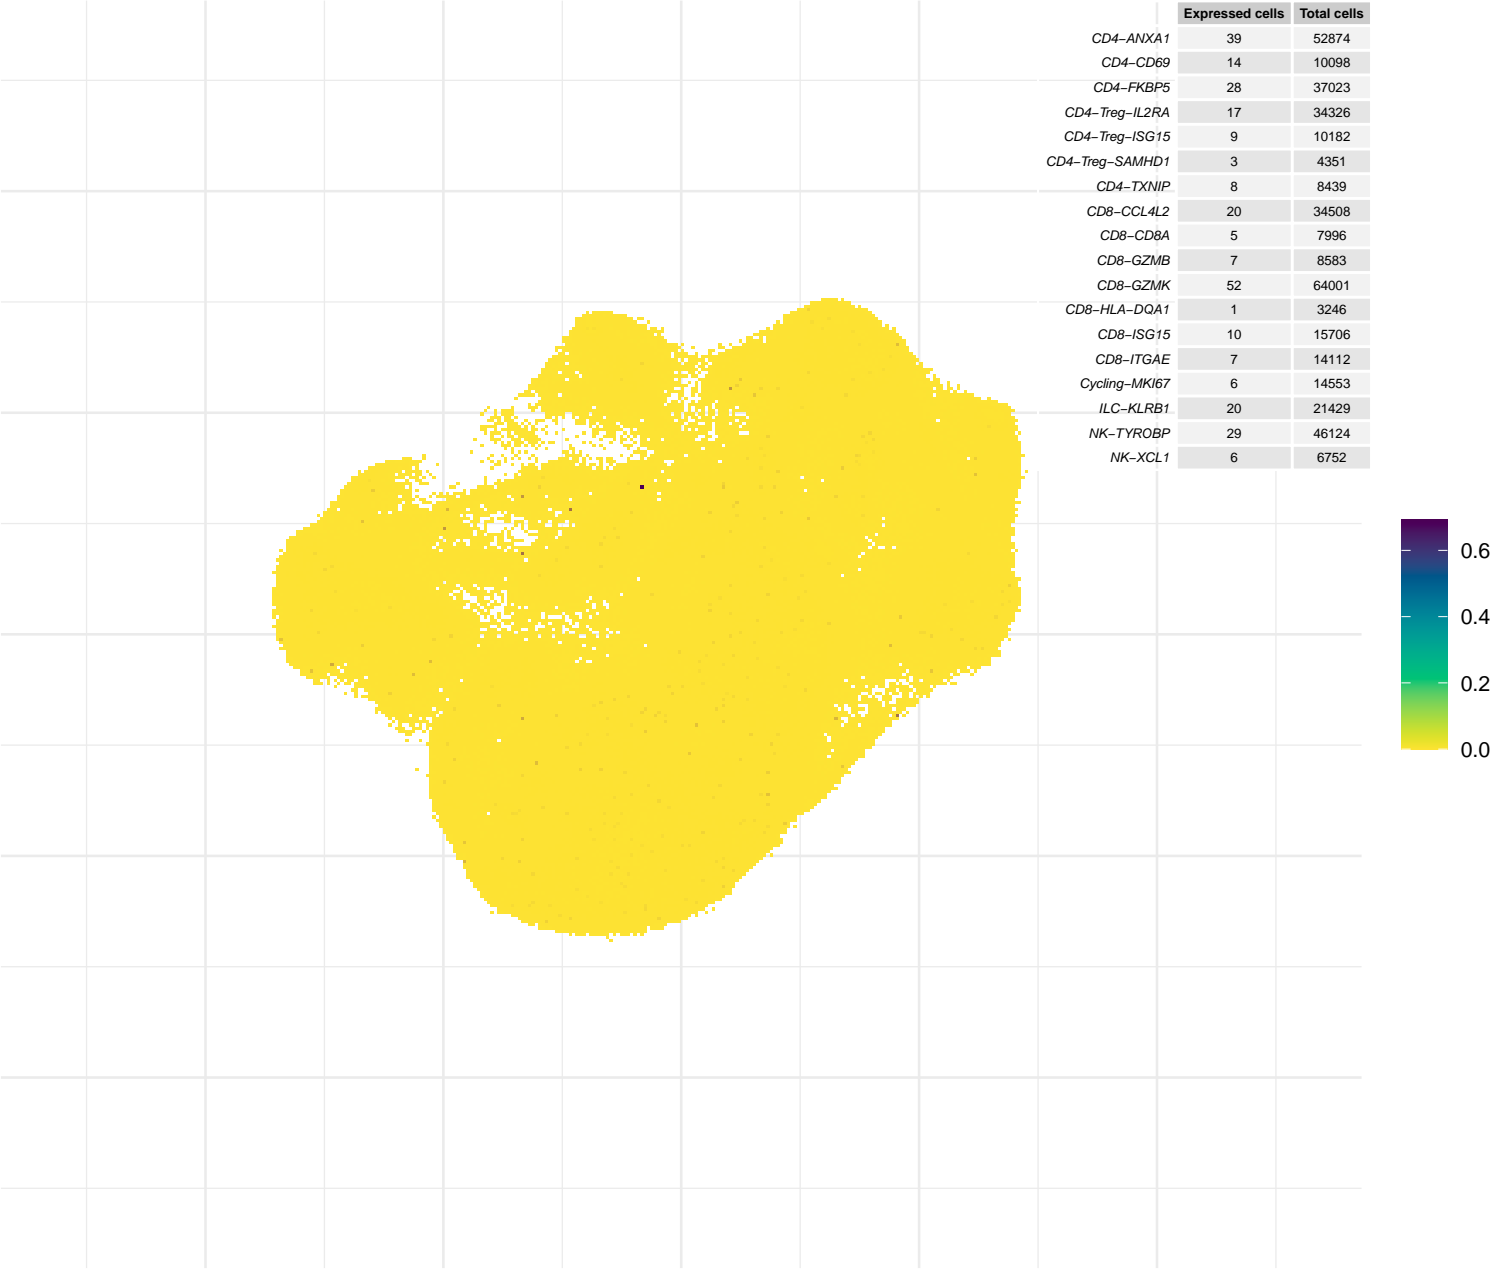 Expressed cells Total cells
CD4−ANXA1 39 52874
CD4−CD69 14 10098
CD4−FKBP5 28 37023
CD4−Treg−IL2RA 17 34326
CD4−Treg−ISG15 9 10182
CD4−Treg−SAMHD1 3 4351
CD4−TXNIP 8 8439
CD8−CCL4L2 20 34508
CD8−CD8A 5 7996
CD8−GZMB 7 8583
CD8−GZMK 52 64001
CD8−HLA−DQA1 1 3246
CD8−ISG15 10 15706
CD8−ITGAE 7 14112
Cycling−MKI67 6 14553
ILC−KLRB1 20 21429
NK−TYROBP 29 46124
NK−XCL1 6 6752
0.6
0.4
0.2
0.0